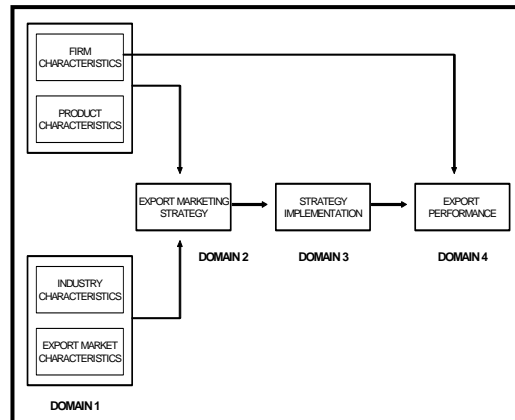 FIRM
CHARACTERISTICS
PRODUCT
CHARACTERISTICS
EXPORT MARKETING
STRATEGY
STRATEGY
IMPLEMENTATION
EXPORT
PERFORMANCE
DOMAIN 2
DOMAIN 3
DOMAIN 4
INDUSTRY
CHARACTERISTICS
EXPORT MARKET
CHARACTERISTICS
DOMAIN 1